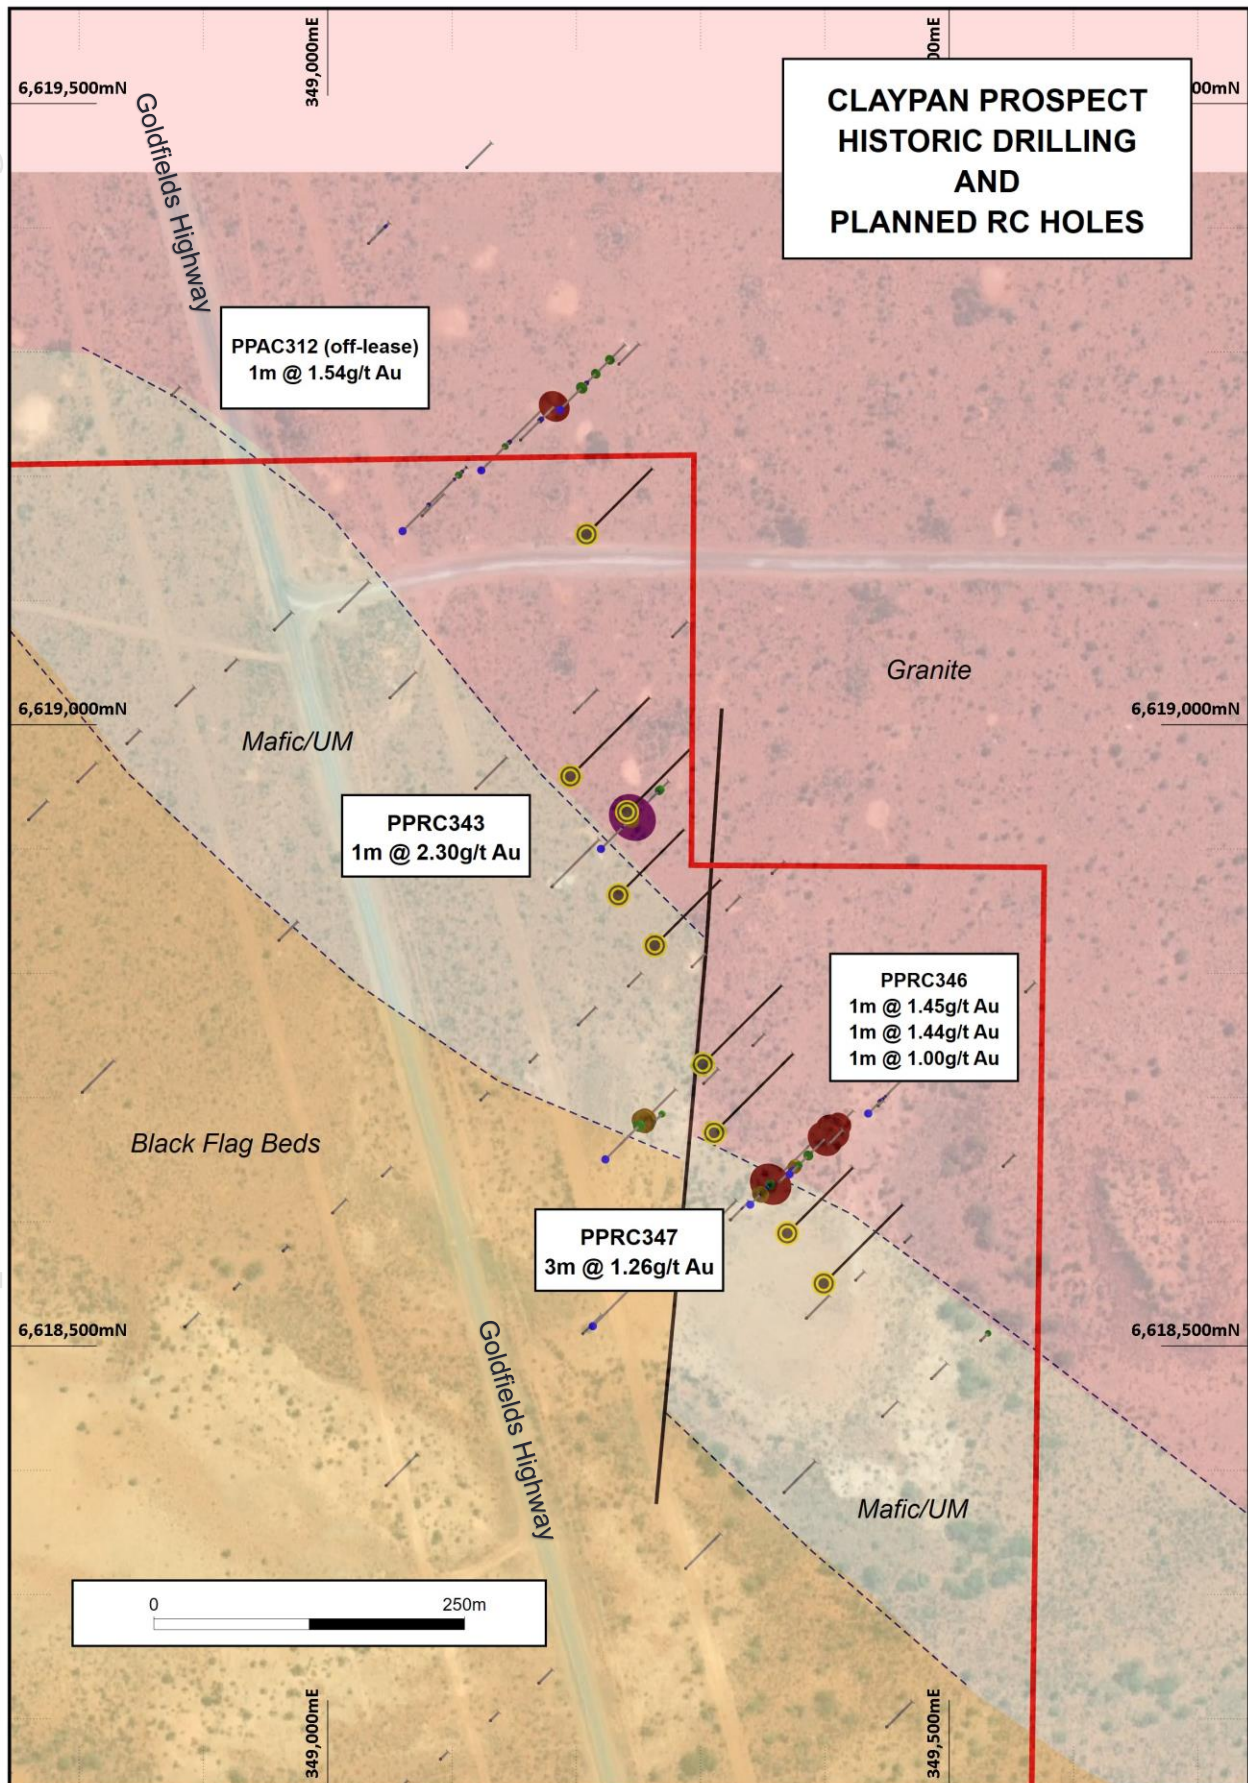 349,000mE
00mE
6,619,500mN
00mN
CLAYPAN PROSPECT
HISTORIC DRILLING
AND
PLANNED RC HOLES
Goldfields Highway
PPAC312 (off-lease)
1m @ 1.54g/t Au
Granite
6,619,000mN
6,619,000mN
Mafic/UM
PPRC343
1m @ 2.30g/t Au
PPRC346
1m @ 1.45g/t Au
1m @ 1.44g/t Au
1m @ 1.00g/t Au
Black Flag Beds
PPRC347
3m @ 1.26g/t Au
6,618,500mN
6,618,500mN
Goldfields Highway
Mafic/UM
0 250m
349,000mE
349,500mE